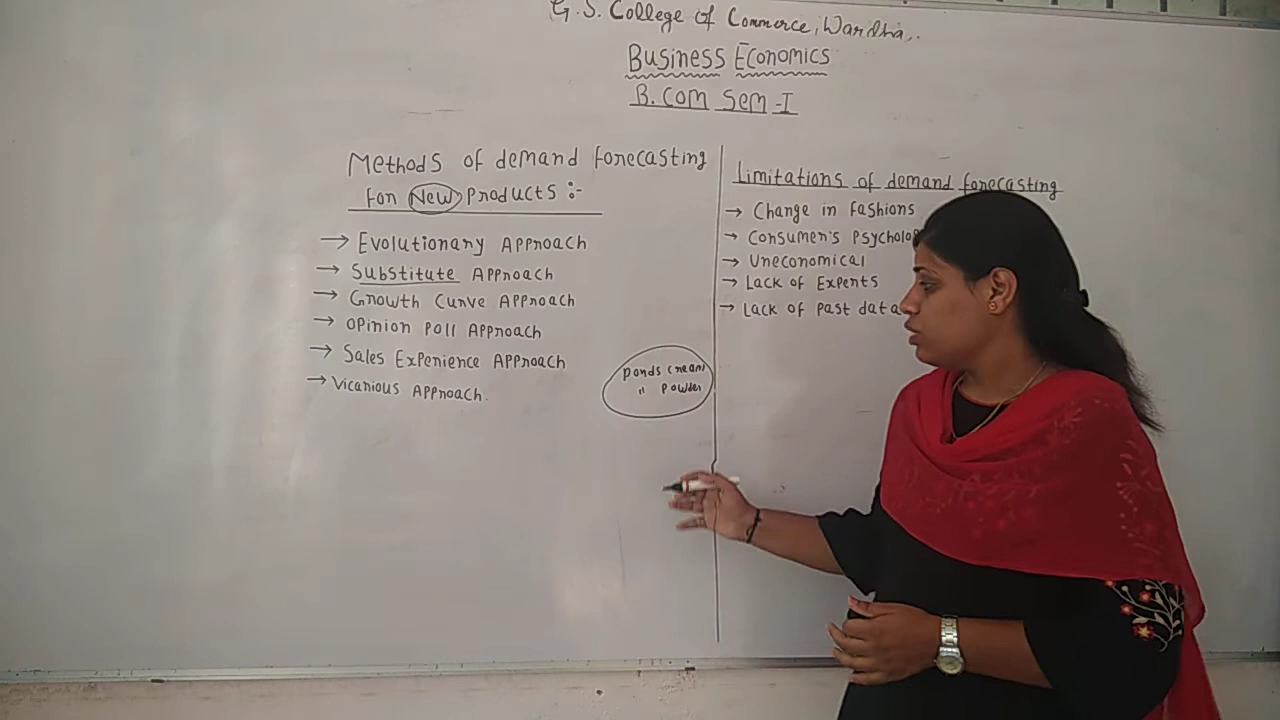 G. S. College of Commerce, Wardha,.
Business Economics
B.COM Sem-I
Methods of demand forecasting
for New Products :-
→ Evolutionary Approach
→ Substitute Approach
→ Growth Curve Approach
→ Opinion Poll Approach
→ Sales Experience Approach
→ Vicarious Approach.
Ponds Cream
" Powder
Limitations of demand forecasting
→ Change in fashions
→ Consumer's Psycholo
→ Uneconomical
→ Lack of Experts
→ Lack of Past data